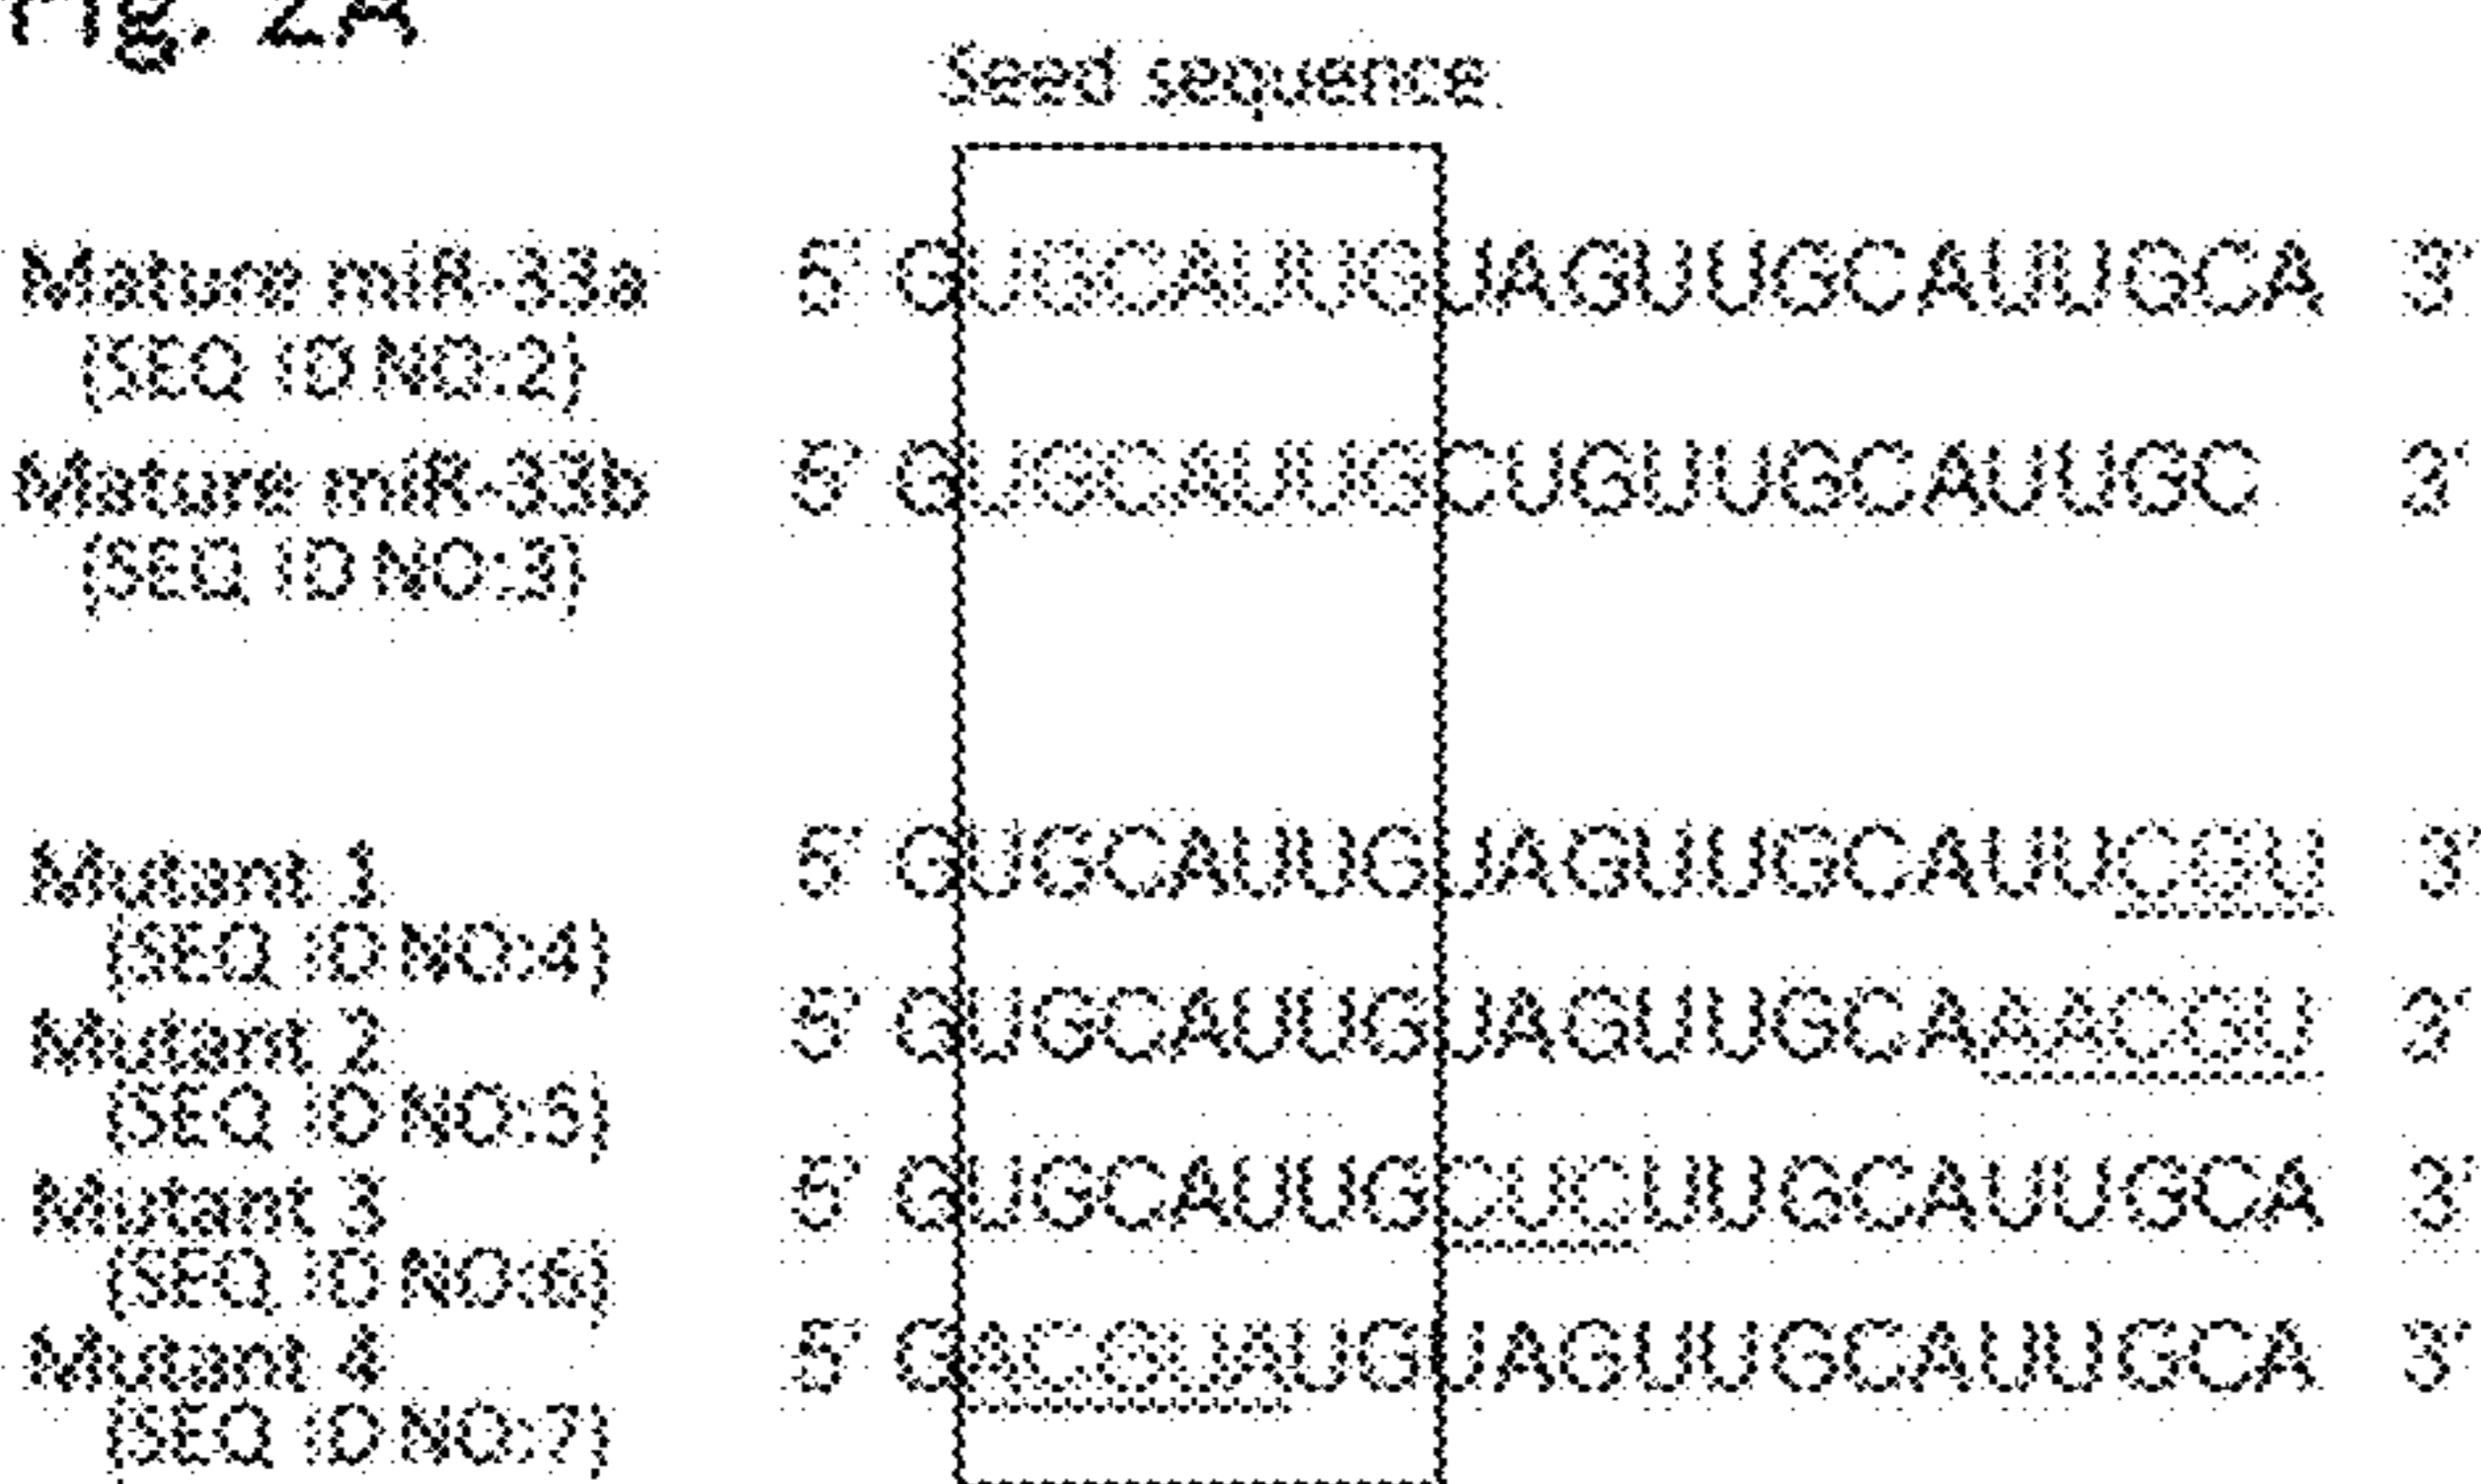 Fig. 2A
Seed sequence
Mature miR-33a 5' GUGCAUUGUAGUUGCAUUGCA 3'
(SEQ ID NO:2)
Mature miR-33b 5' GUGCAUUGCUGUUGCAUUGC 3'
(SEQ ID NO:3)
Mutant 1 5' GUGCAUUGUAGUUGCAUUCGU 3'
(SEQ ID NO:4)
Mutant 2 5' GUGCAUUGUAGUUGCAAACGU 3'
(SEQ ID NO:5)
Mutant 3 5' GUGCAUUGCUCUUGCAUUGCA 3'
(SEQ ID NO:6)
Mutant 4 5' GACGUAUGUAGUUGCAUUGCA 3'
(SEQ ID NO:7)